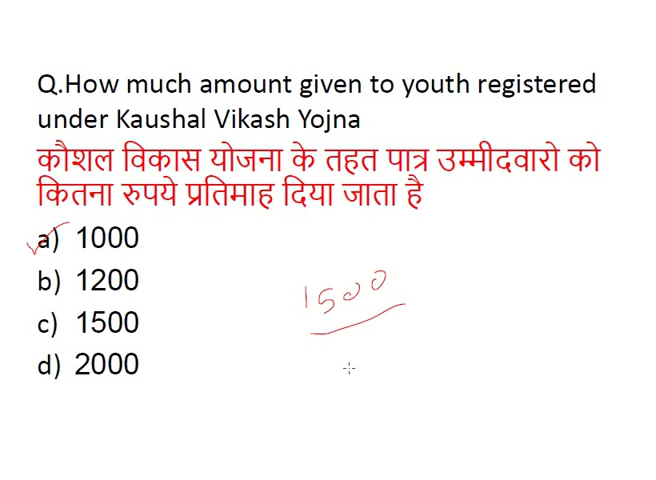 Q.How much amount given to youth registered
under Kaushal Vikash Yojna
कौशल विकास योजना के तहत पात्र उम्मीदवारो को
कितना रुपये प्रतिमाह दिया जाता है
a) 1000
b) 1200
1500
c) 1500
d) 2000